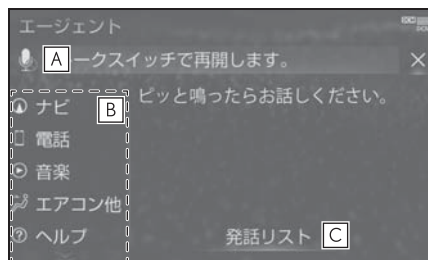 エージェント
A ークスイッチで再開します。
B
ピッと鳴ったらお話しください。
ナビ
電話
音楽
エアコン他
ヘルプ
発話リスト C